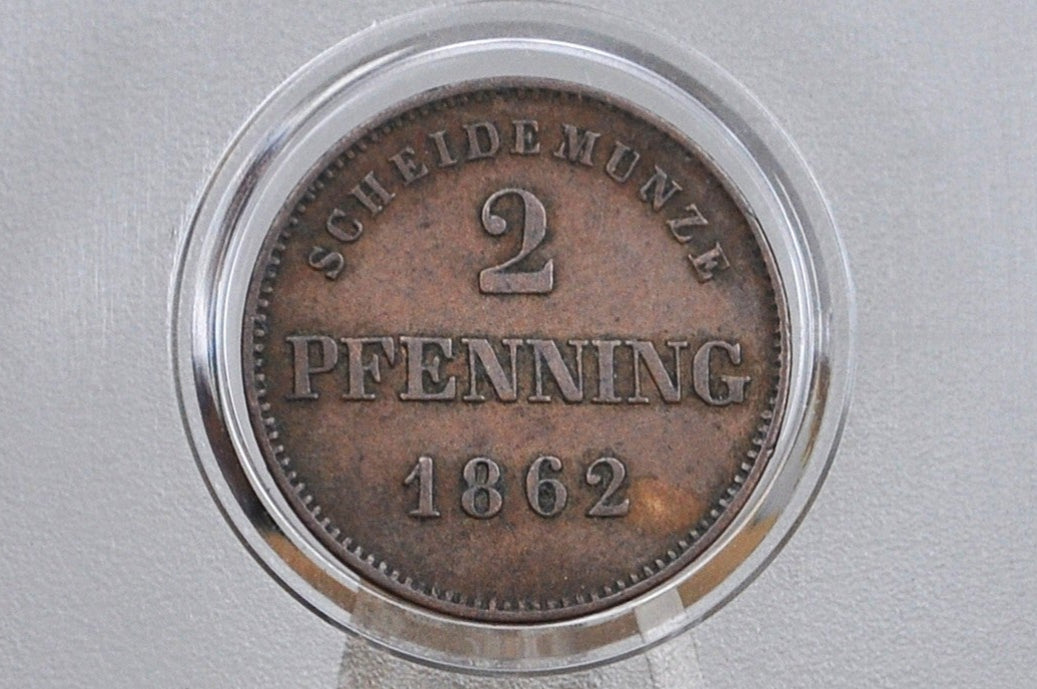 SCHEIDEMUNZE
2
PFENNING
1862